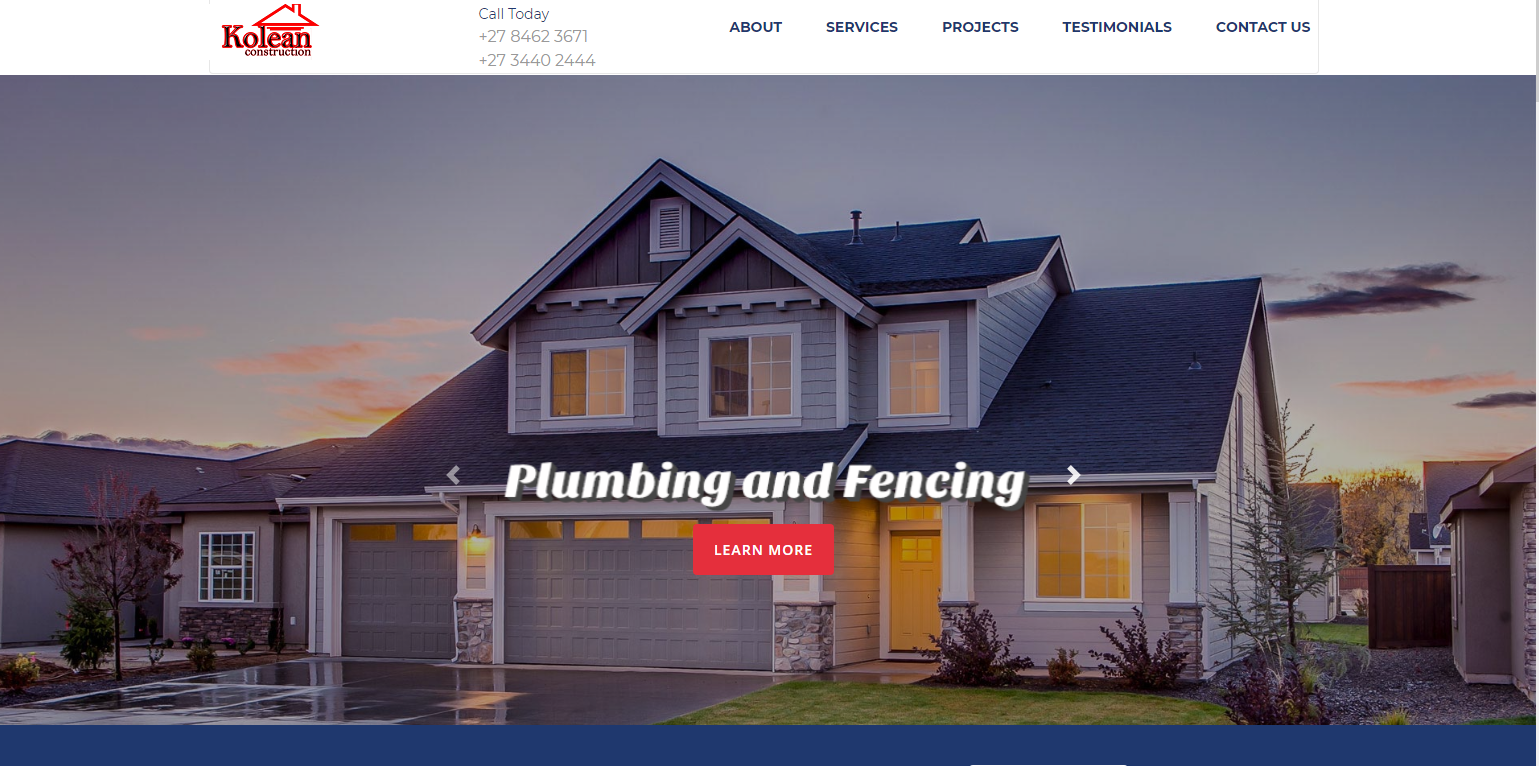 Kolean
construction
Call Today
+27 8462 3671
+27 3440 2444
ABOUT
SERVICES
PROJECTS
TESTIMONIALS
CONTACT US
Plumbing and Fencing
LEARN MORE